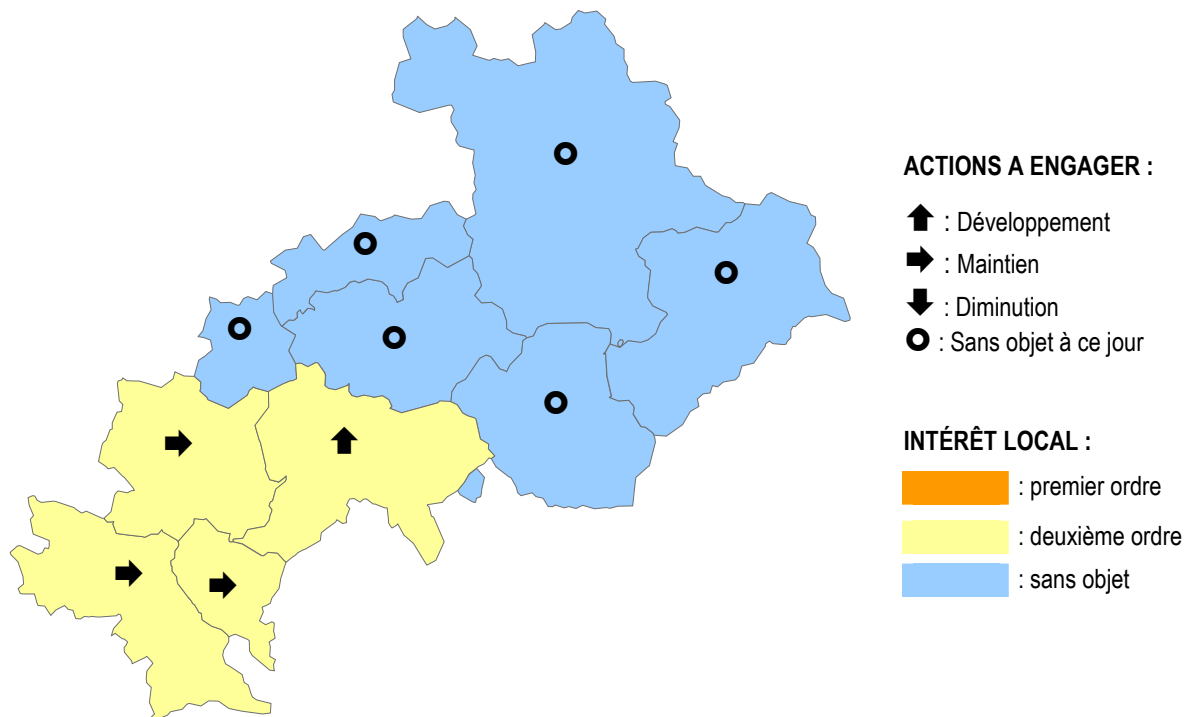 ACTIONS A ENGAGER :
: Développement
: Maintien
: Diminution
: Sans objet à ce jour
INTÉRÊT LOCAL :
: premier ordre
: deuxième ordre
: sans objet